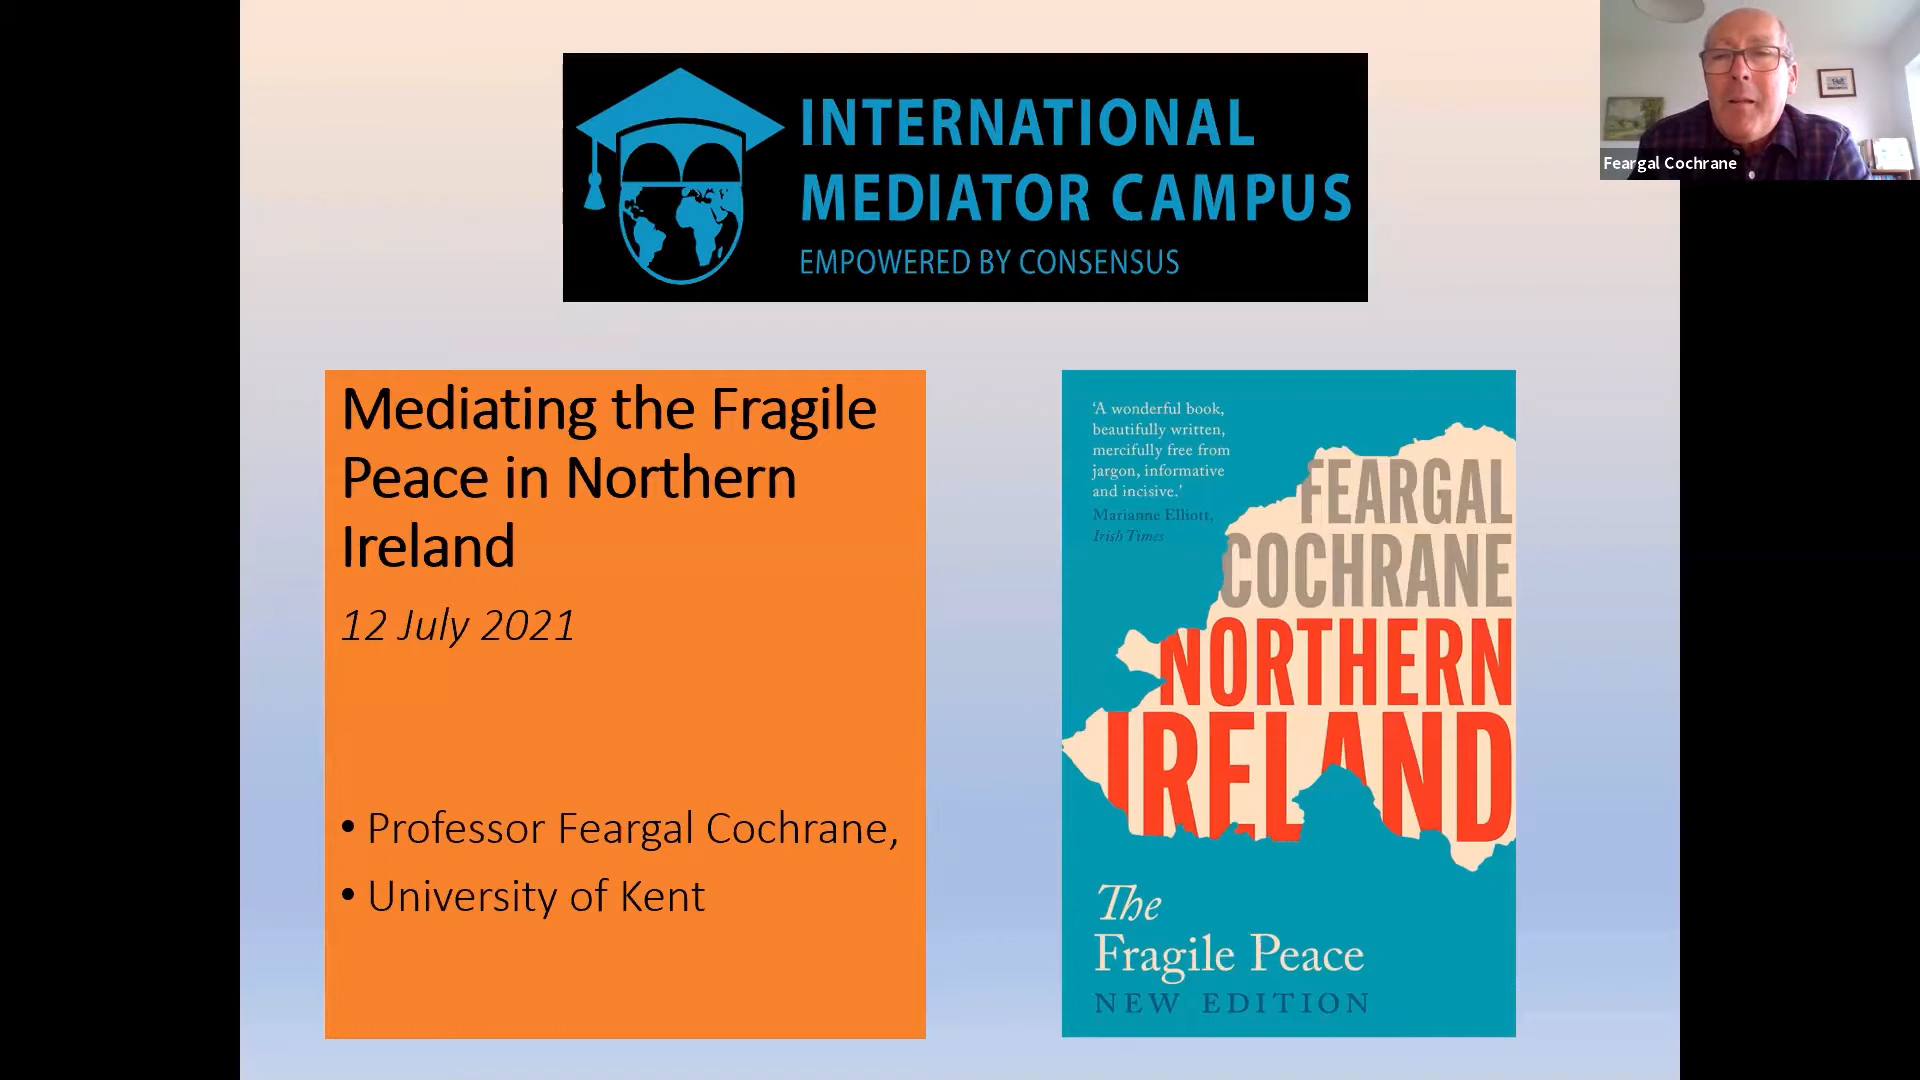 INTERNATIONAL
MEDIATOR CAMPUS
EMPOWERED BY CONSENSUS
Feargal Cochrane
Mediating the Fragile
Peace in Northern
Ireland
12 July 2021
• Professor Feargal Cochrane,
• University of Kent
‘A wonderful book,
beautifully written,
mercifully free from
jargon, informative
and incisive.’
Marianne Elliott,
Irish Times
FEARGAL
COCHRANE
NORTHERN
IRELAND
The
Fragile Peace
NEW EDITION